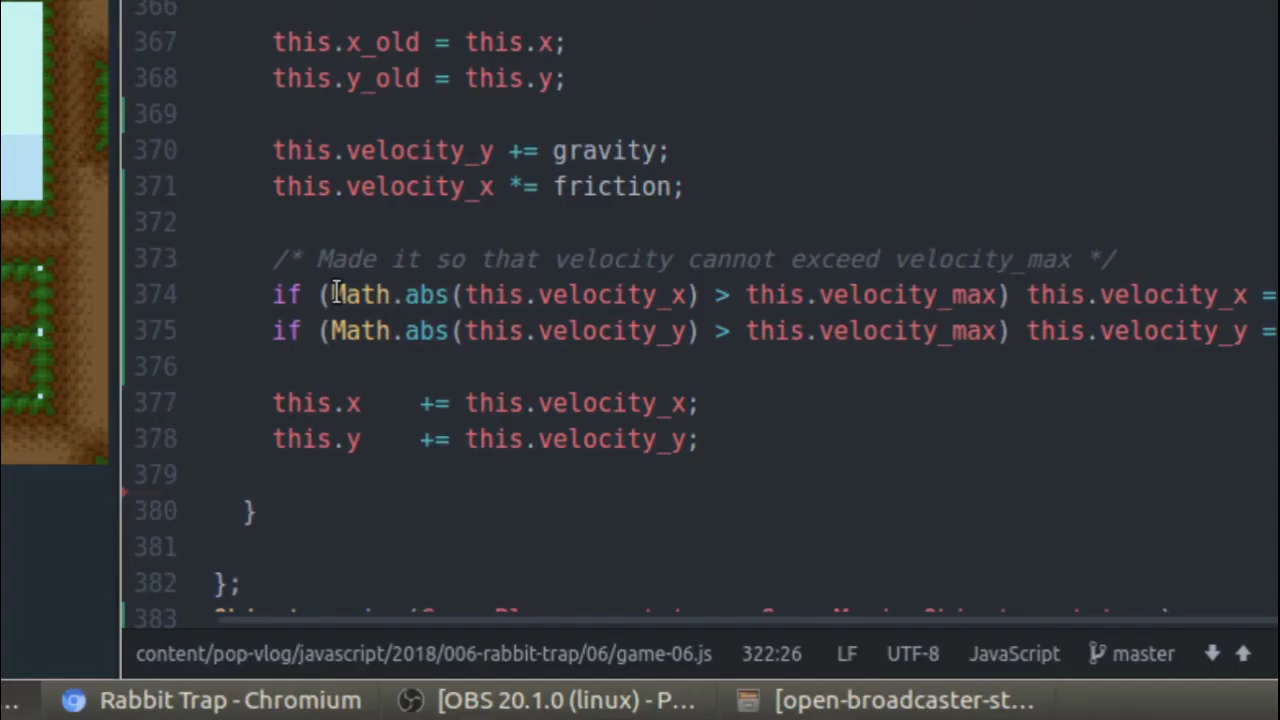 366
367 this.x_old = this.x;
368 this.y_old = this.y;
369
370 this.velocity_y += gravity;
371 this.velocity_x *= friction;
372
373 /* Made it so that velocity cannot exceed velocity_max */
374 if (Math.abs(this.velocity_x) > this.velocity_max) this.velocity_x =
375 if (Math.abs(this.velocity_y) > this.velocity_max) this.velocity_y =
376
377 this.x += this.velocity_x;
378 this.y += this.velocity_y;
379
380 }
381
382 };
383
content/pop-vlog/javascript/2018/006-rabbit-trap/06/game-06.js 322:26 LF UTF-8 JavaScript master
... Rabbit Trap - Chromium [OBS 20.1.0 (linux) - P... [open-broadcaster-st...